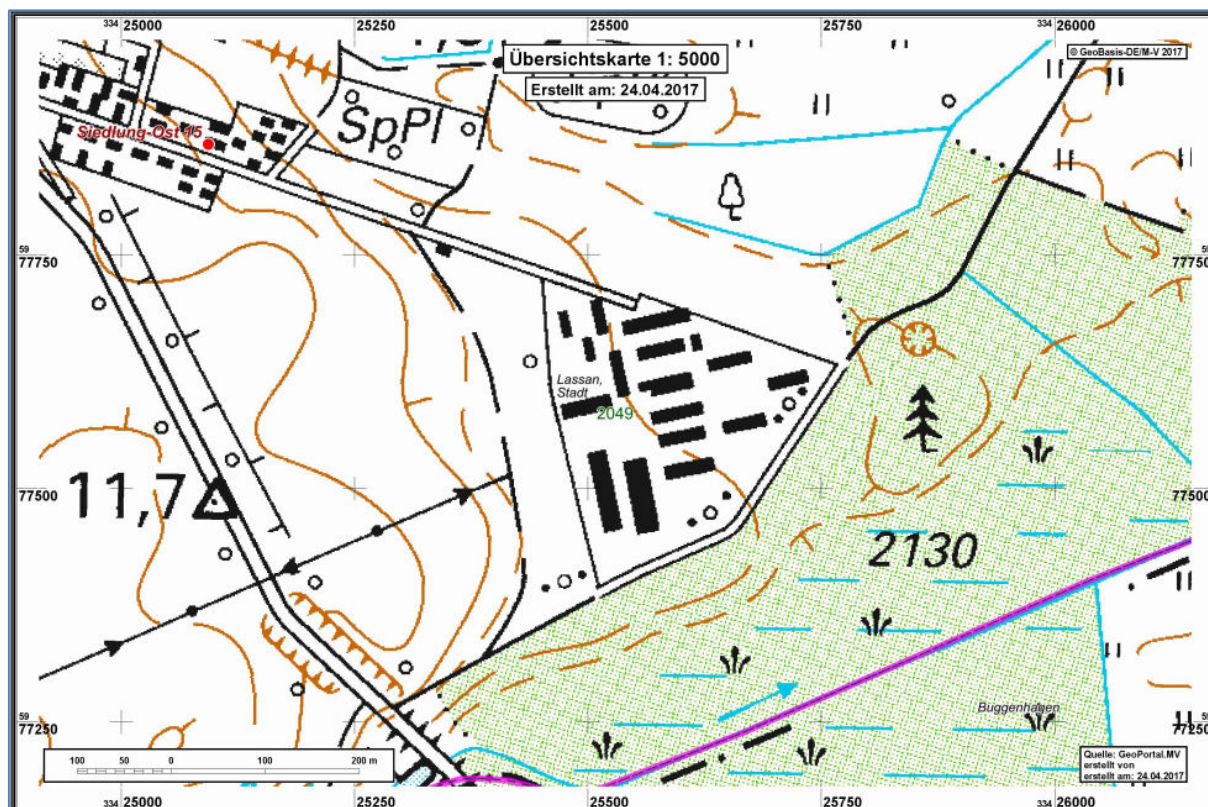 334 25000
25250
25500
25750
334 26000
Übersichtskarte 1: 5000
Erstellt am: 24.04.2017
© GeoBasis-DE/M-V 2017
Siedlung-Ost 15
SpPl
59
77750
59
77750
Lassan,
Stadt
2049
77500
11,7
77500
2130
59
77250
Buggenhagen
59
77250
100 50 0 100 200 m
Quelle: GeoPortal.MV
erstellt von
erstellt am: 24.04.2017
334 25000
25250
25500
25750
334 26000